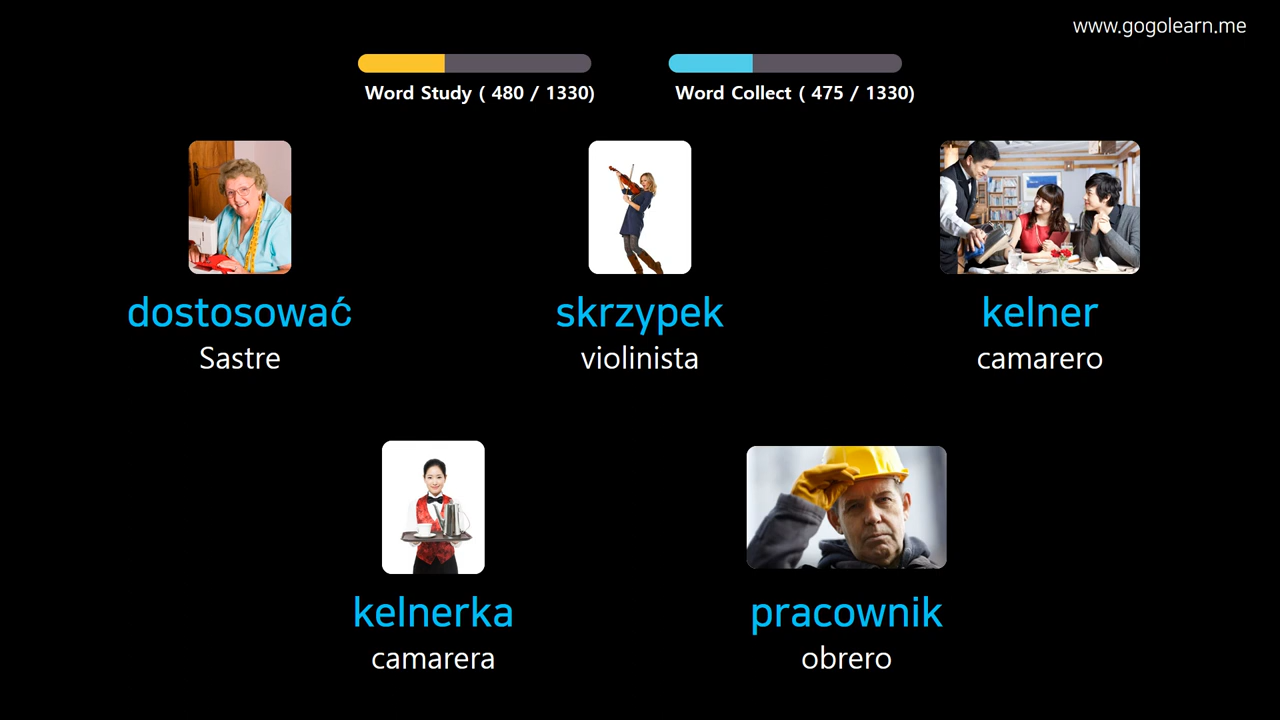 www.gogolearn.me
Word Study ( 480 / 1330)
Word Collect ( 475 / 1330)
dostosować
Sastre
skrzypek
violinista
kelner
camarero
kelnerka
camarera
pracownik
obrero